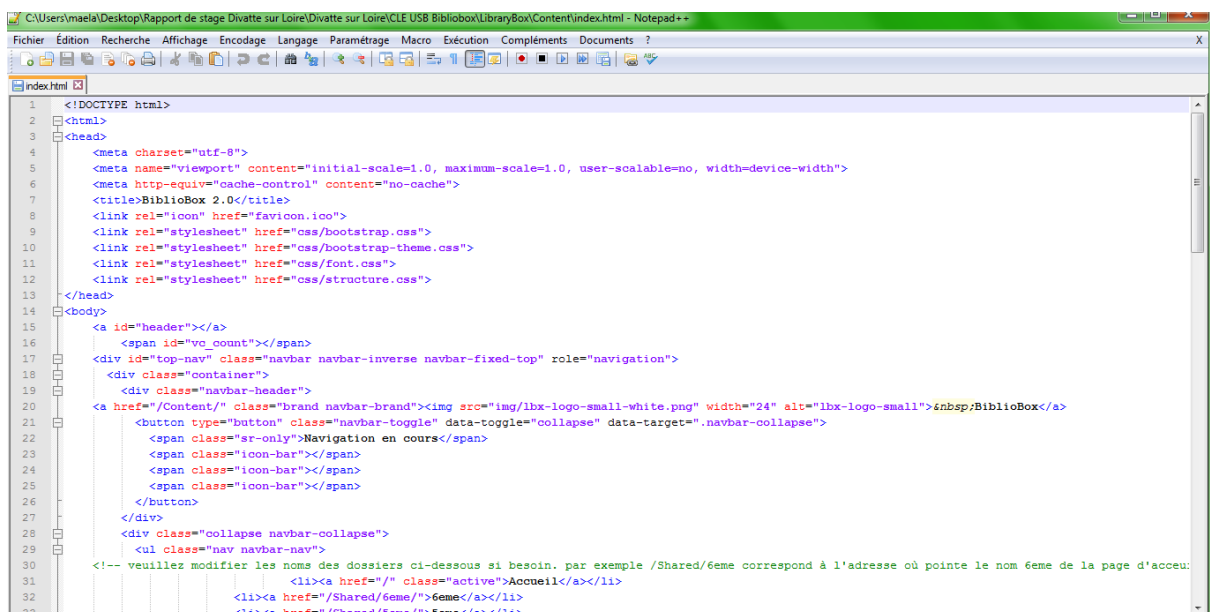 C:\Users\maela\Desktop\Rapport de stage Divatte sur Loire\Divatte sur Loire\CLE USB Bibliobox\LibraryBox\Content\index.html - Notepad++
Fichier Édition Recherche Affichage Encodage Langage Paramétrage Macro Exécution Compléments Documents ? X
index.html
1 <!DOCTYPE html>
2 <html>
3 <head>
4 <meta charset="utf-8">
5 <meta name="viewport" content="initial-scale=1.0, maximum-scale=1.0, user-scalable=no, width=device-width">
6 <meta http-equiv="cache-control" content="no-cache">
7 <title>BiblioBox 2.0</title>
8 <link rel="icon" href="favicon.ico">
9 <link rel="stylesheet" href="css/bootstrap.css">
10 <link rel="stylesheet" href="css/bootstrap-theme.css">
11 <link rel="stylesheet" href="css/font.css">
12 <link rel="stylesheet" href="css/structure.css">
13 </head>
14 <body>
15 <a id="header"></a>
16 <span id="vc_count"></span>
17 <div id="top-nav" class="navbar navbar-inverse navbar-fixed-top" role="navigation">
18 <div class="container">
19 <div class="navbar-header">
20 <a href="/Content/" class="brand navbar-brand"><img src="img/lbx-logo-small-white.png" width="24" alt="lbx-logo-small">&nbsp;BiblioBox</a>
21 <button type="button" class="navbar-toggle" data-toggle="collapse" data-target=".navbar-collapse">
22 <span class="sr-only">Navigation en cours</span>
23 <span class="icon-bar"></span>
24 <span class="icon-bar"></span>
25 <span class="icon-bar"></span>
26 </button>
27 </div>
28 <div class="collapse navbar-collapse">
29 <ul class="nav navbar-nav">
30 <!-- veuillez modifier les noms des dossiers ci-dessous si besoin. par exemple /Shared/6eme correspond à l'adresse où pointe le nom 6eme de la page d'accu
31 <li><a href="/" class="active">Accueil</a></li>
32 <li><a href="/Shared/6eme/">6eme</a></li>